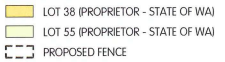 LOT 38 (PROPRIETOR - STATE OF WA)
LOT 55 (PROPRIETOR - STATE OF WA)
PROPOSED FENCE